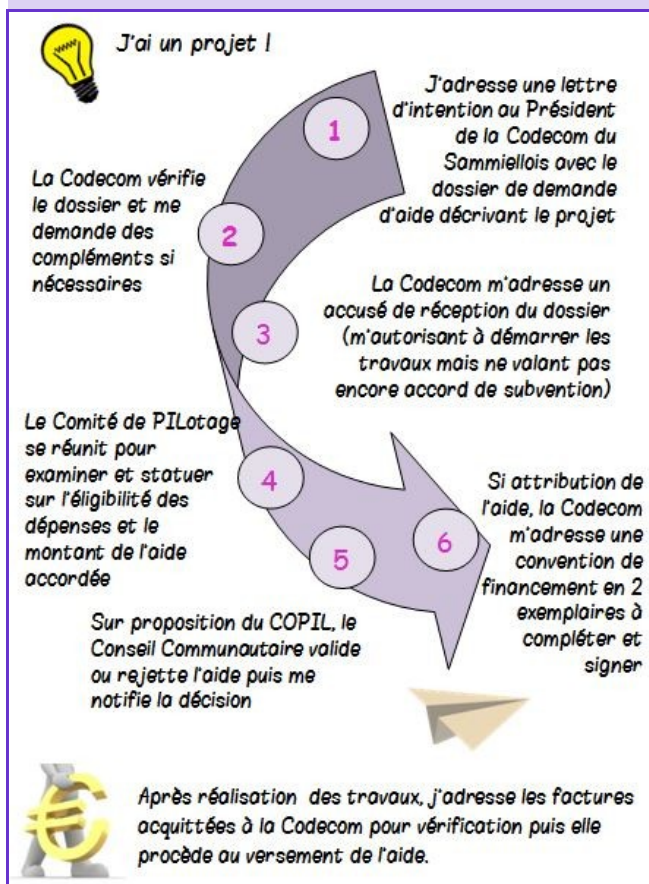 J'ai un projet !
1
J'adresse une lettre
d'intention au Président
de la Codecom du
Sammiellois avec le
dossier de demande
d'aide décrivant le projet
2
La Codecom vérifie
le dossier et me
demande des
compléments si
nécessaires
3
La Codecom m'adresse un
accusé de réception du dossier
(m'autorisant à démarrer les
travaux mais ne valant pas
encore accord de subvention)
4
Le Comité de PILotage
se réunit pour
examiner et statuer
sur l'éligibilité des
dépenses et le
montant de l'aide
accordée
5
Sur proposition du COPIL, le
Conseil Communautaire valide
ou rejette l'aide puis me
notifie la décision
6
Si attribution de
l'aide, la Codecom
m'adresse une
convention de
financement en 2
exemplaires à
compléter et
signer
€
Après réalisation des travaux, j'adresse les factures
acquittées à la Codecom pour vérification puis elle
procède au versement de l'aide.